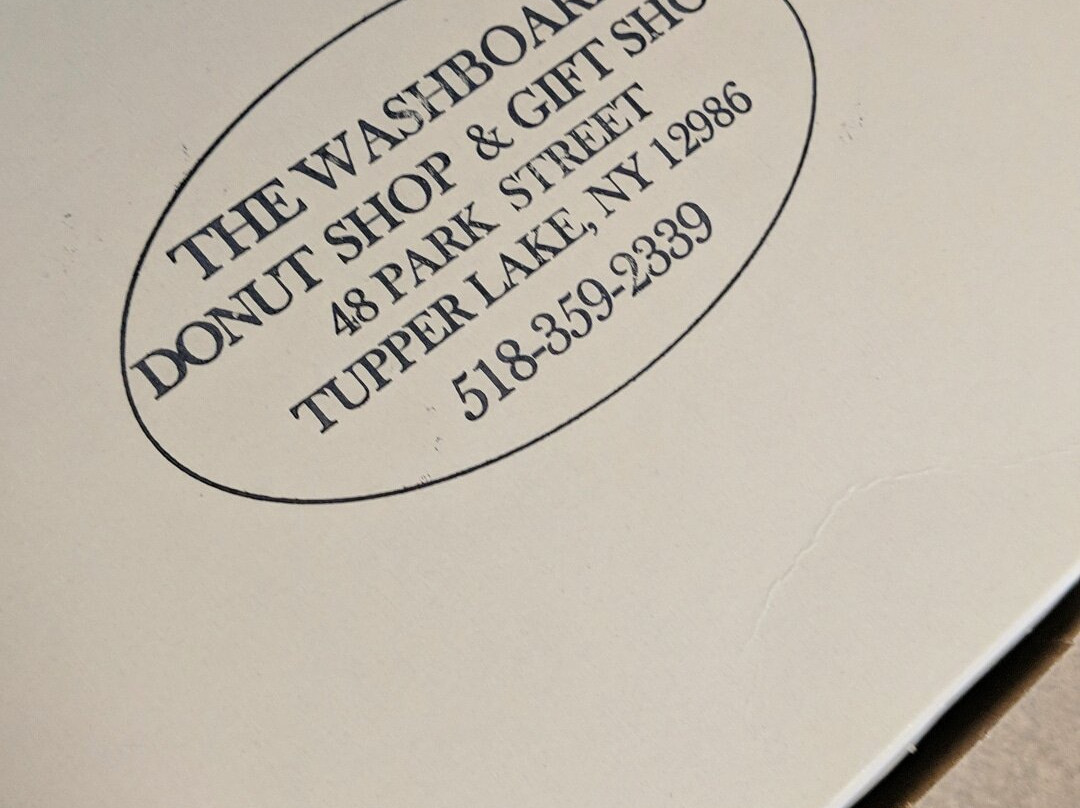 THE WASHBOAR
DONUT SHOP & GIFT SHO
48 PARK STREET
TUPPER LAKE, NY 12986
518-359-2339